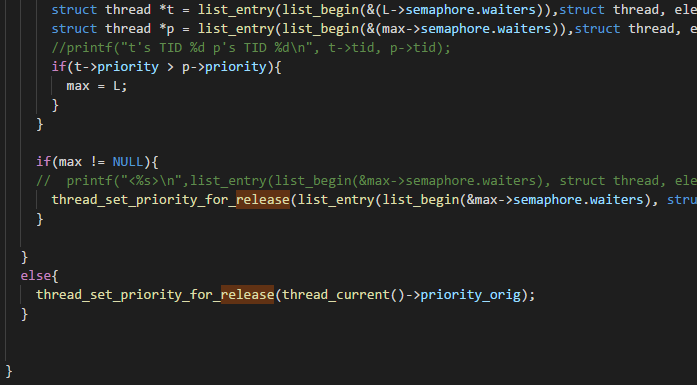 struct thread *t = list_entry(list_begin(&(L->semaphore.waiters)),struct thread, ele
struct thread *p = list_entry(list_begin(&(max->semaphore.waiters)),struct thread, e
//printf("t's TID %d p's TID %d\n", t->tid, p->tid);
if(t->priority > p->priority){
max = L;
}
}
if(max != NULL){
// printf("<%s>\n",list_entry(list_begin(&max->semaphore.waiters), struct thread, ele
thread_set_priority_for_release(list_entry(list_begin(&max->semaphore.waiters), stru
}
}
else{
thread_set_priority_for_release(thread_current()->priority_orig);
}
}